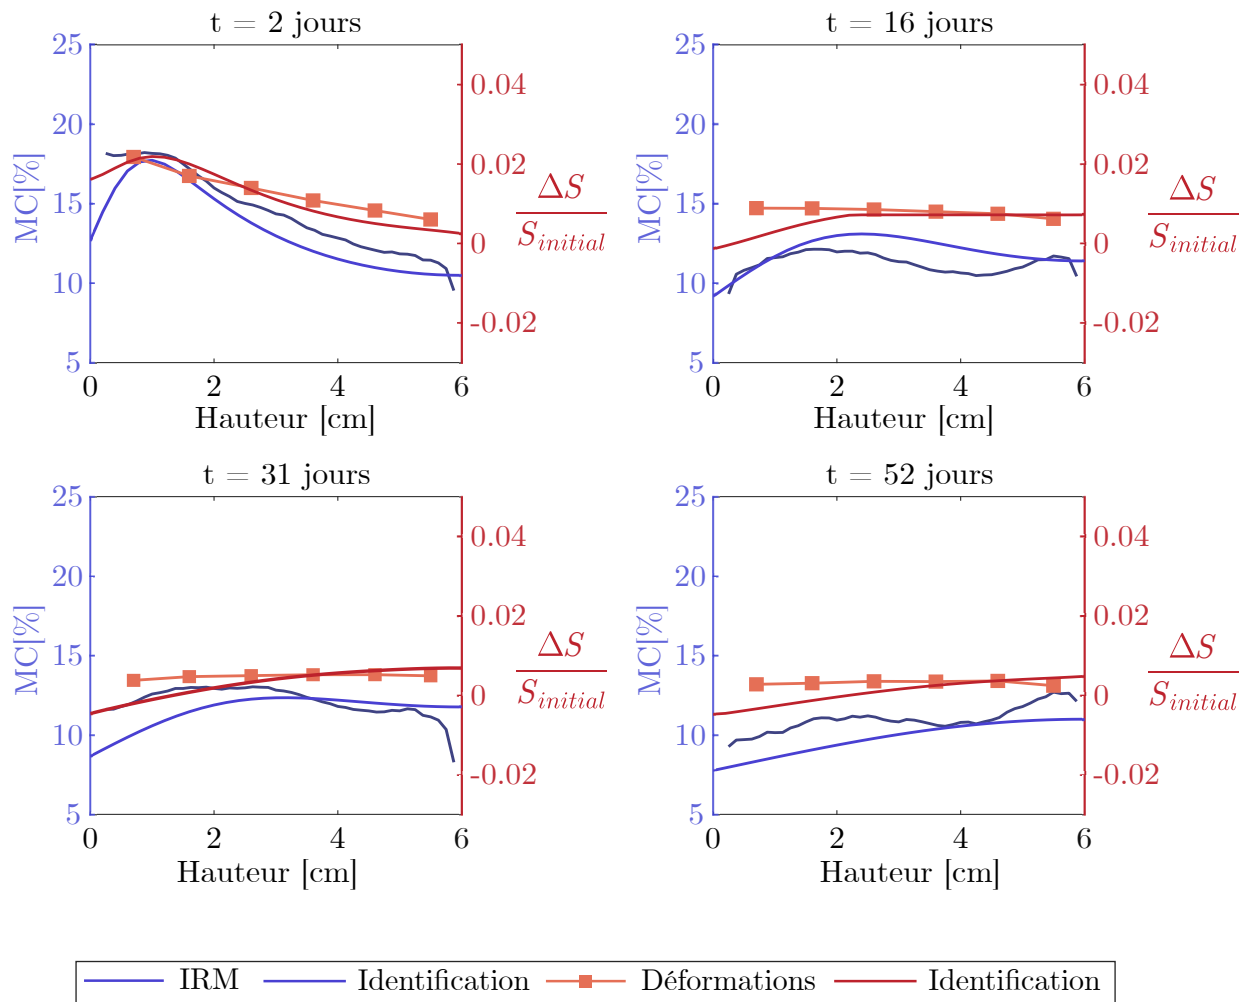 t = 2 jours
25
20
15
10
5
MC[%]
0.04
0.02
0
-0.02
ΔS
S_initial
0 2 4 6
Hauteur [cm]
t = 16 jours
25
20
15
10
5
MC[%]
0.04
0.02
0
-0.02
ΔS
S_initial
0 2 4 6
Hauteur [cm]
t = 31 jours
25
20
15
10
5
MC[%]
0.04
0.02
0
-0.02
ΔS
S_initial
0 2 4 6
Hauteur [cm]
t = 52 jours
25
20
15
10
5
MC[%]
0.04
0.02
0
-0.02
ΔS
S_initial
0 2 4 6
Hauteur [cm]
IRM Identification Déformations Identification